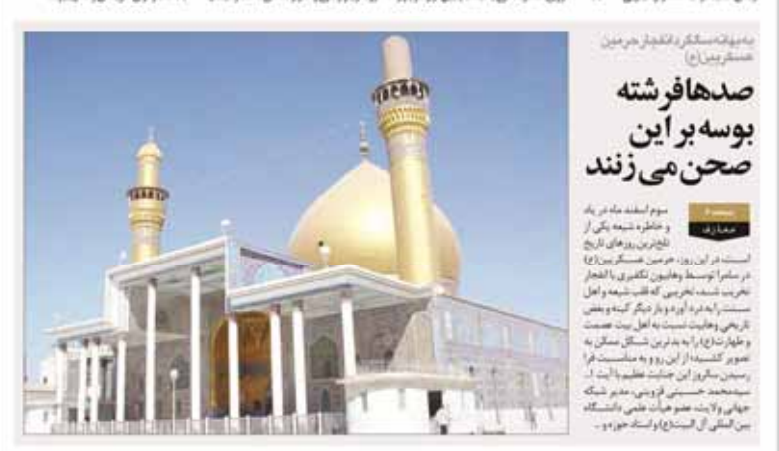 به بهانه سالگرد انفجار حرمین
عسکریین(ع)
صدها فرشته
بوسه بر این
صحن می زنند
صفحه ۶
معارف
سوم اسفند ماه در یاد
و خاطره شیعه یکی از
تلخ‌ترین روزهای تاریخ
است، در این روز، حرمین عسکریین(ع)
در سامرا توسط وهابیون تکفیری با انفجار
تخریب شد، تخریبی که قلب شیعه و اهل
سنت را به درد آورد و بار دیگر کینه و بغض
تاریخی وهابیت نسبت به اهل بیت عصمت
و طهارت(ع) را به بدترین شکل ممکن به
تصویر کشید؛ از این رو و به مناسبت فرا
رسیدن سالروز این جنایت عظیم با آیت ا...
سیدمحمد حسینی قزوینی، مدیر شبکه
جهانی ولایت، عضو هیأت علمی دانشگاه
بین المللی آل البیت(ع) و استاد حوزه و ..